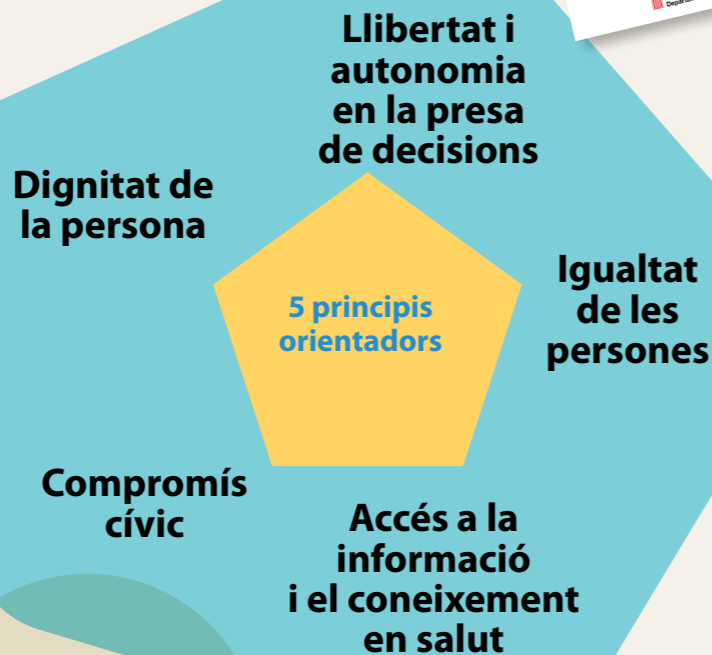 Llibertat i
autonomia
en la presa
de decisions
Dignitat de
la persona
Igualtat
de les
persones
5 principis
orientadors
Compromís
cívic
Accés a la
informació
i el coneixement
en salut